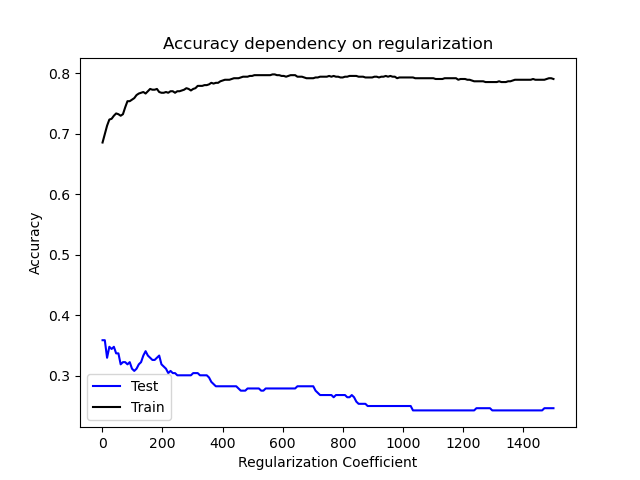 Accuracy dependency on regularization
0.8
0.7
0.6
0.5
0.4
0.3
Accuracy
Test
Train
0 200 400 600 800 1000 1200 1400
Regularization Coefficient